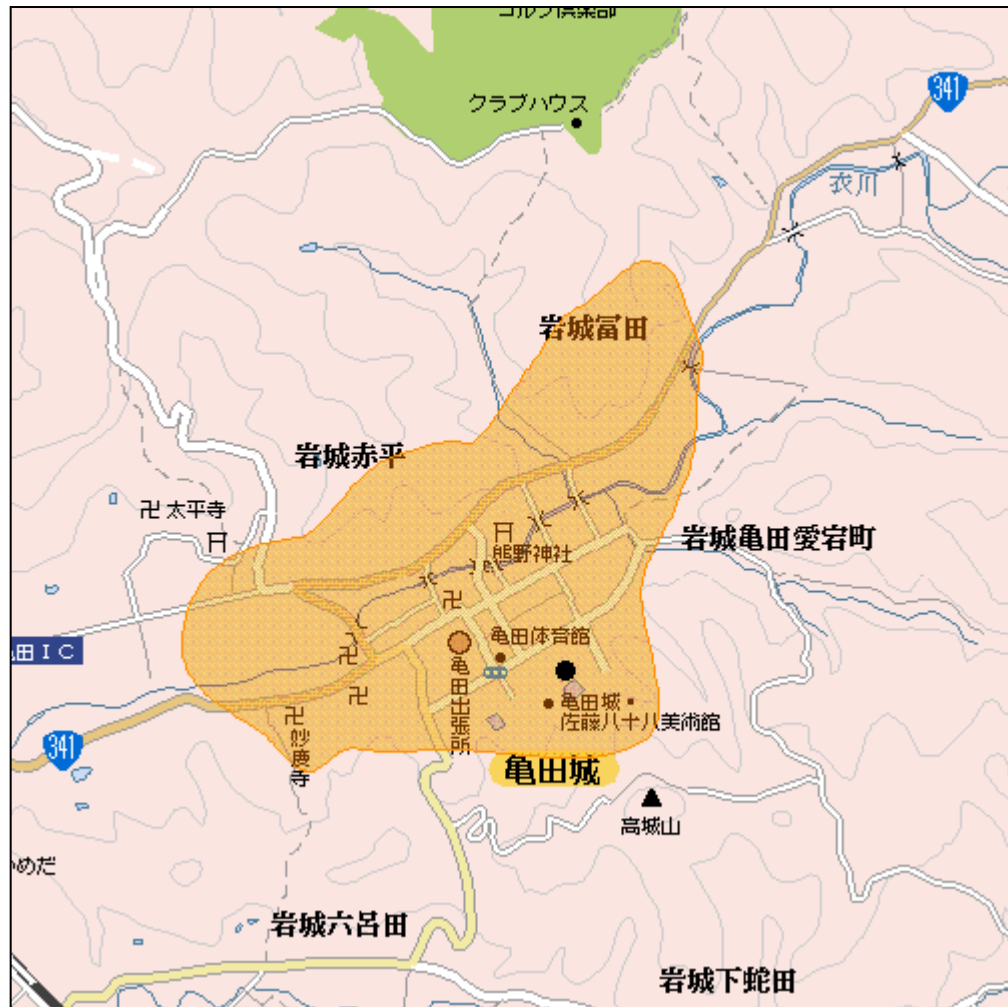 ゴルフ倶楽部
341
クラブハウス
衣川
岩城冨田
岩城赤平
卍太平寺
岩城亀田愛宕町
熊野神社
卍
亀田体育館
卍
亀田IC
亀田出張所
卍
亀田城・
佐藤八十八美術館
卍妙慶寺
341
亀田城
高城山
めだ
岩城六呂田
岩城下蛇田